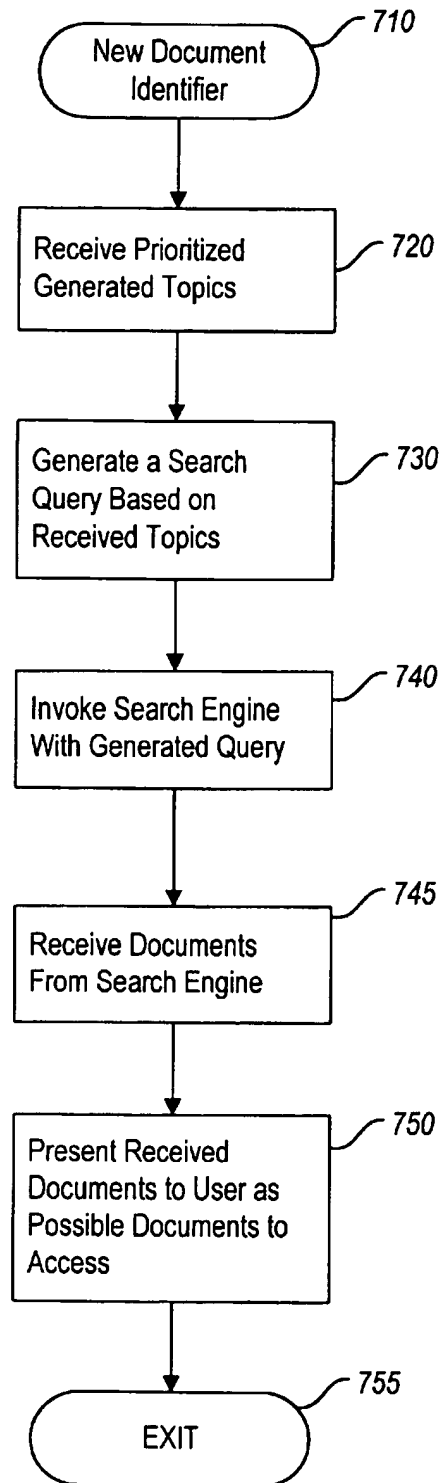 710
New Document
Identifier
720
Receive Prioritized
Generated Topics
730
Generate a Search
Query Based on
Received Topics
740
Invoke Search Engine
With Generated Query
745
Receive Documents
From Search Engine
750
Present Received
Documents to User as
Possible Documents to
Access
755
EXIT